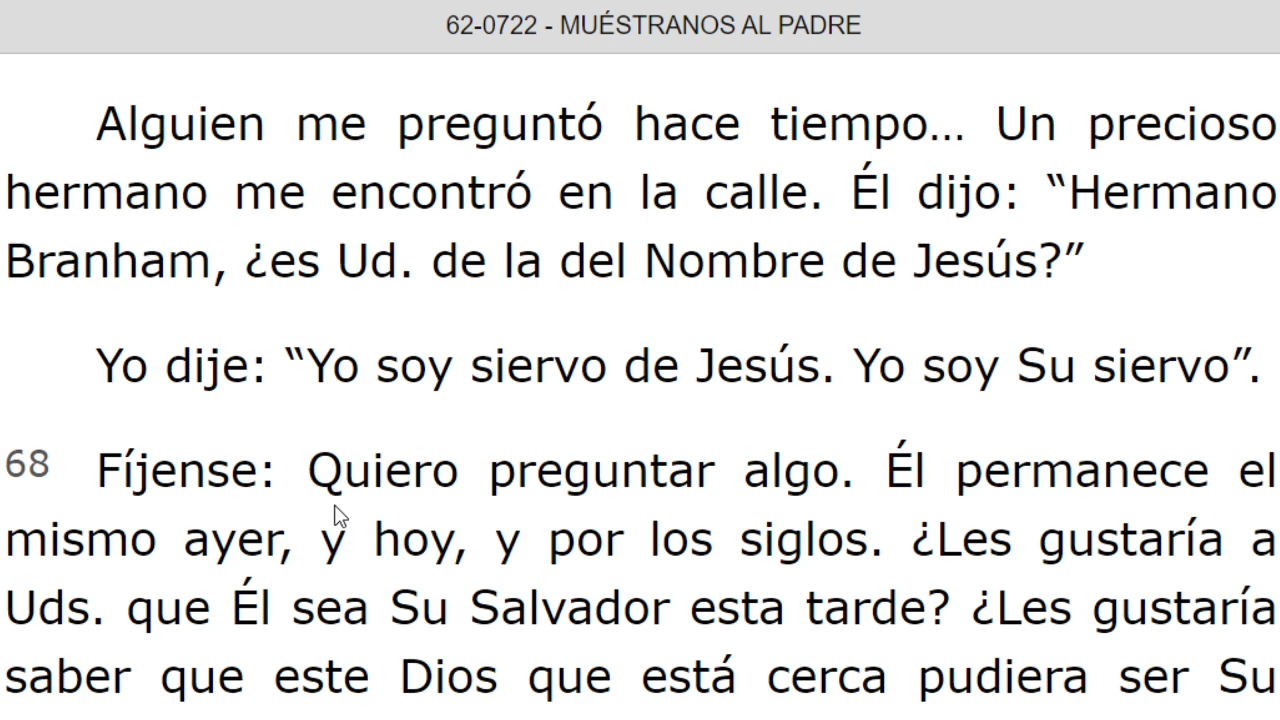 62-0722 - MUÉSTRANOS AL PADRE
Alguien me preguntó hace tiempo… Un precioso
hermano me encontró en la calle. Él dijo: “Hermano
Branham, ¿es Ud. de la del Nombre de Jesús?”
Yo dije: “Yo soy siervo de Jesús. Yo soy Su siervo”.
68 Fíjense: Quiero preguntar algo. Él permanece el
mismo ayer, y hoy, y por los siglos. ¿Les gustaría a
Uds. que Él sea Su Salvador esta tarde? ¿Les gustaría
saber que este Dios que está cerca pudiera ser Su